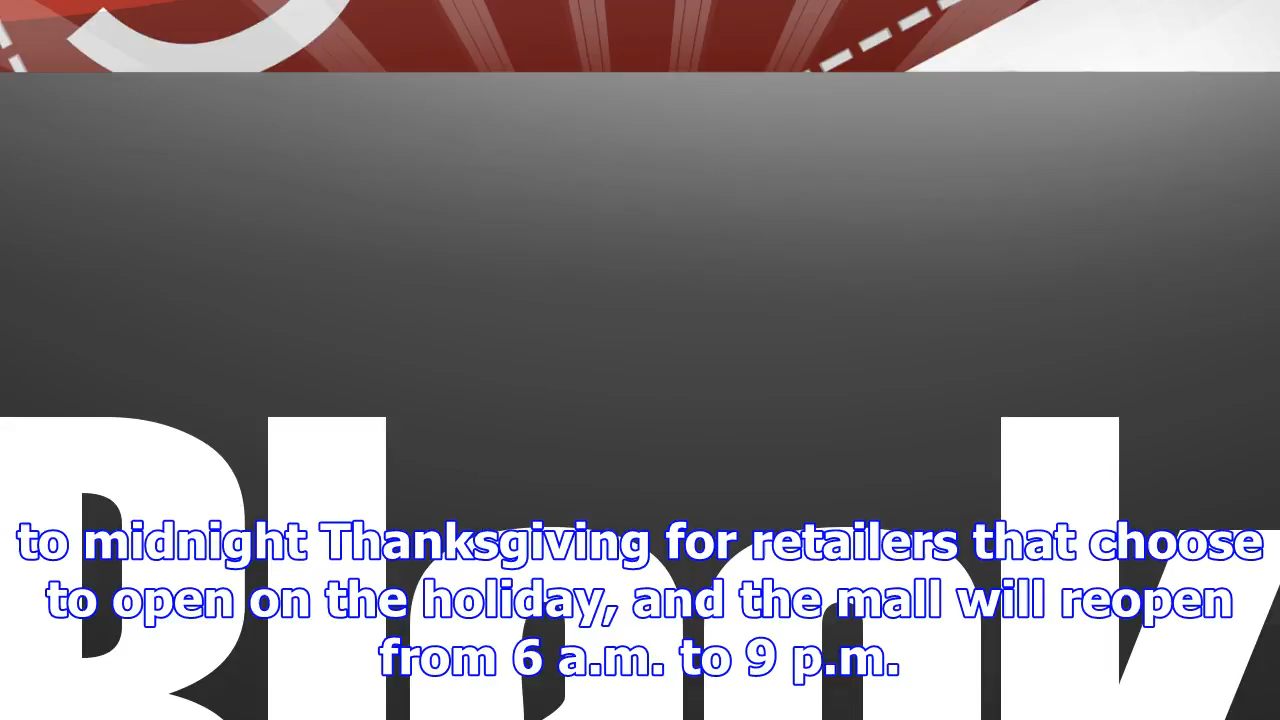 Black
to midnight Thanksgiving for retailers that choose
to open on the holiday, and the mall will reopen
from 6 a.m. to 9 p.m.